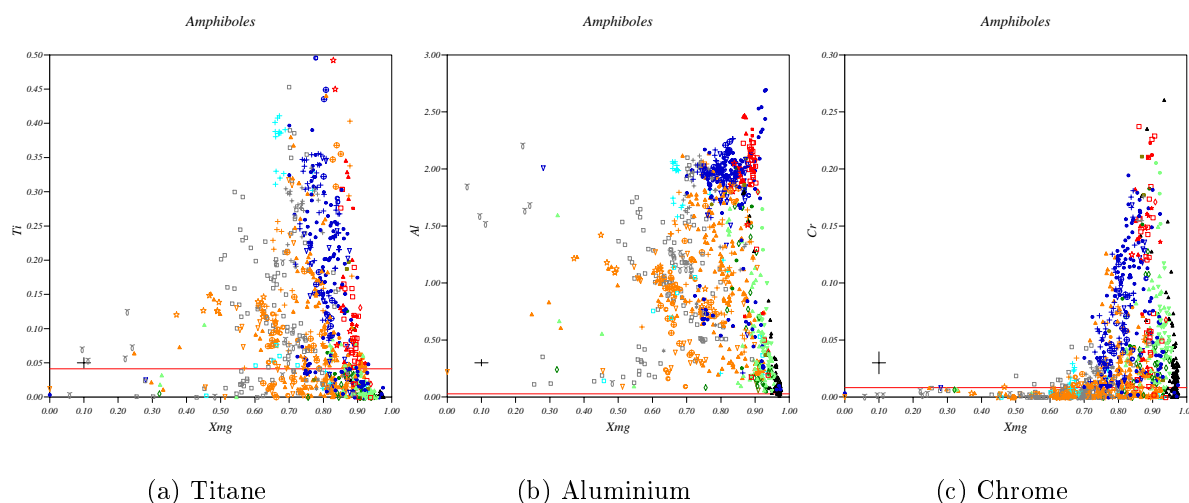 Amphiboles Amphiboles Amphiboles
0.50 3.00 0.30
0.45
0.40 2.50 0.25
0.35
0.30 2.00 0.20
Ti 0.25 Al 1.50 Cr 0.15
0.20
0.15 1.00 0.10
0.10
0.05 0.50 0.05
0.00 0.00 0.00
0.00 0.10 0.20 0.30 0.40 0.50 0.60 0.70 0.80 0.90 1.00 0.00 0.10 0.20 0.30 0.40 0.50 0.60 0.70 0.80 0.90 1.00 0.00 0.10 0.20 0.30 0.40 0.50 0.60 0.70 0.80 0.90 1.00
Xmg Xmg Xmg
(a) Titane (b) Aluminium (c) Chrome